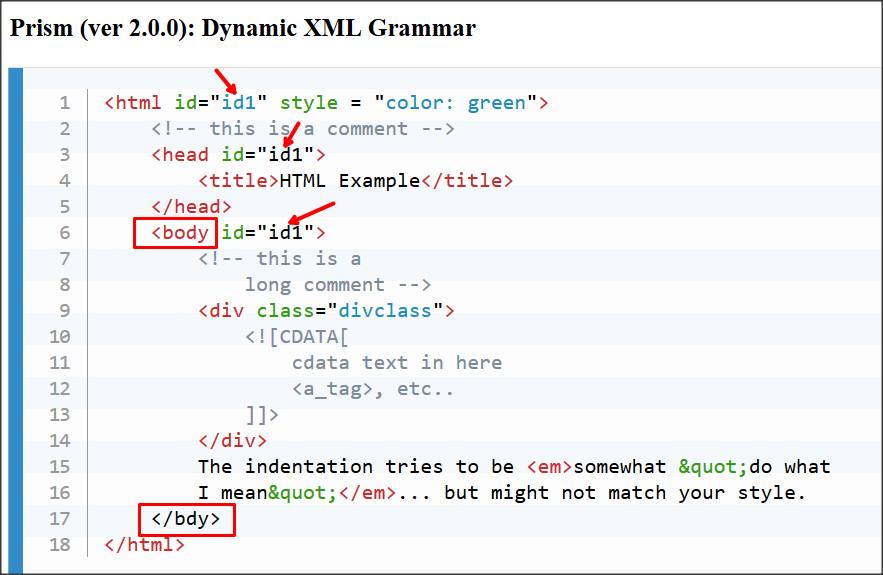 Prism (ver 2.0.0): Dynamic XML Grammar
1 <html id="id1" style = "color: green">
2     <!-- this is a comment -->
3     <head id="id1">
4         <title>HTML Example</title>
5     </head>
6     <body id="id1">
7         <!-- this is a
8             long comment -->
9         <div class="divclass">
10             <![CDATA[
11                 cdata text in here
12                 <a_tag>, etc..
13             ]]>
14         </div>
15         The indentation tries to be <em>somewhat &quot;do what
16         I mean&quot;</em>... but might not match your style.
17     </bdy>
18 </html>